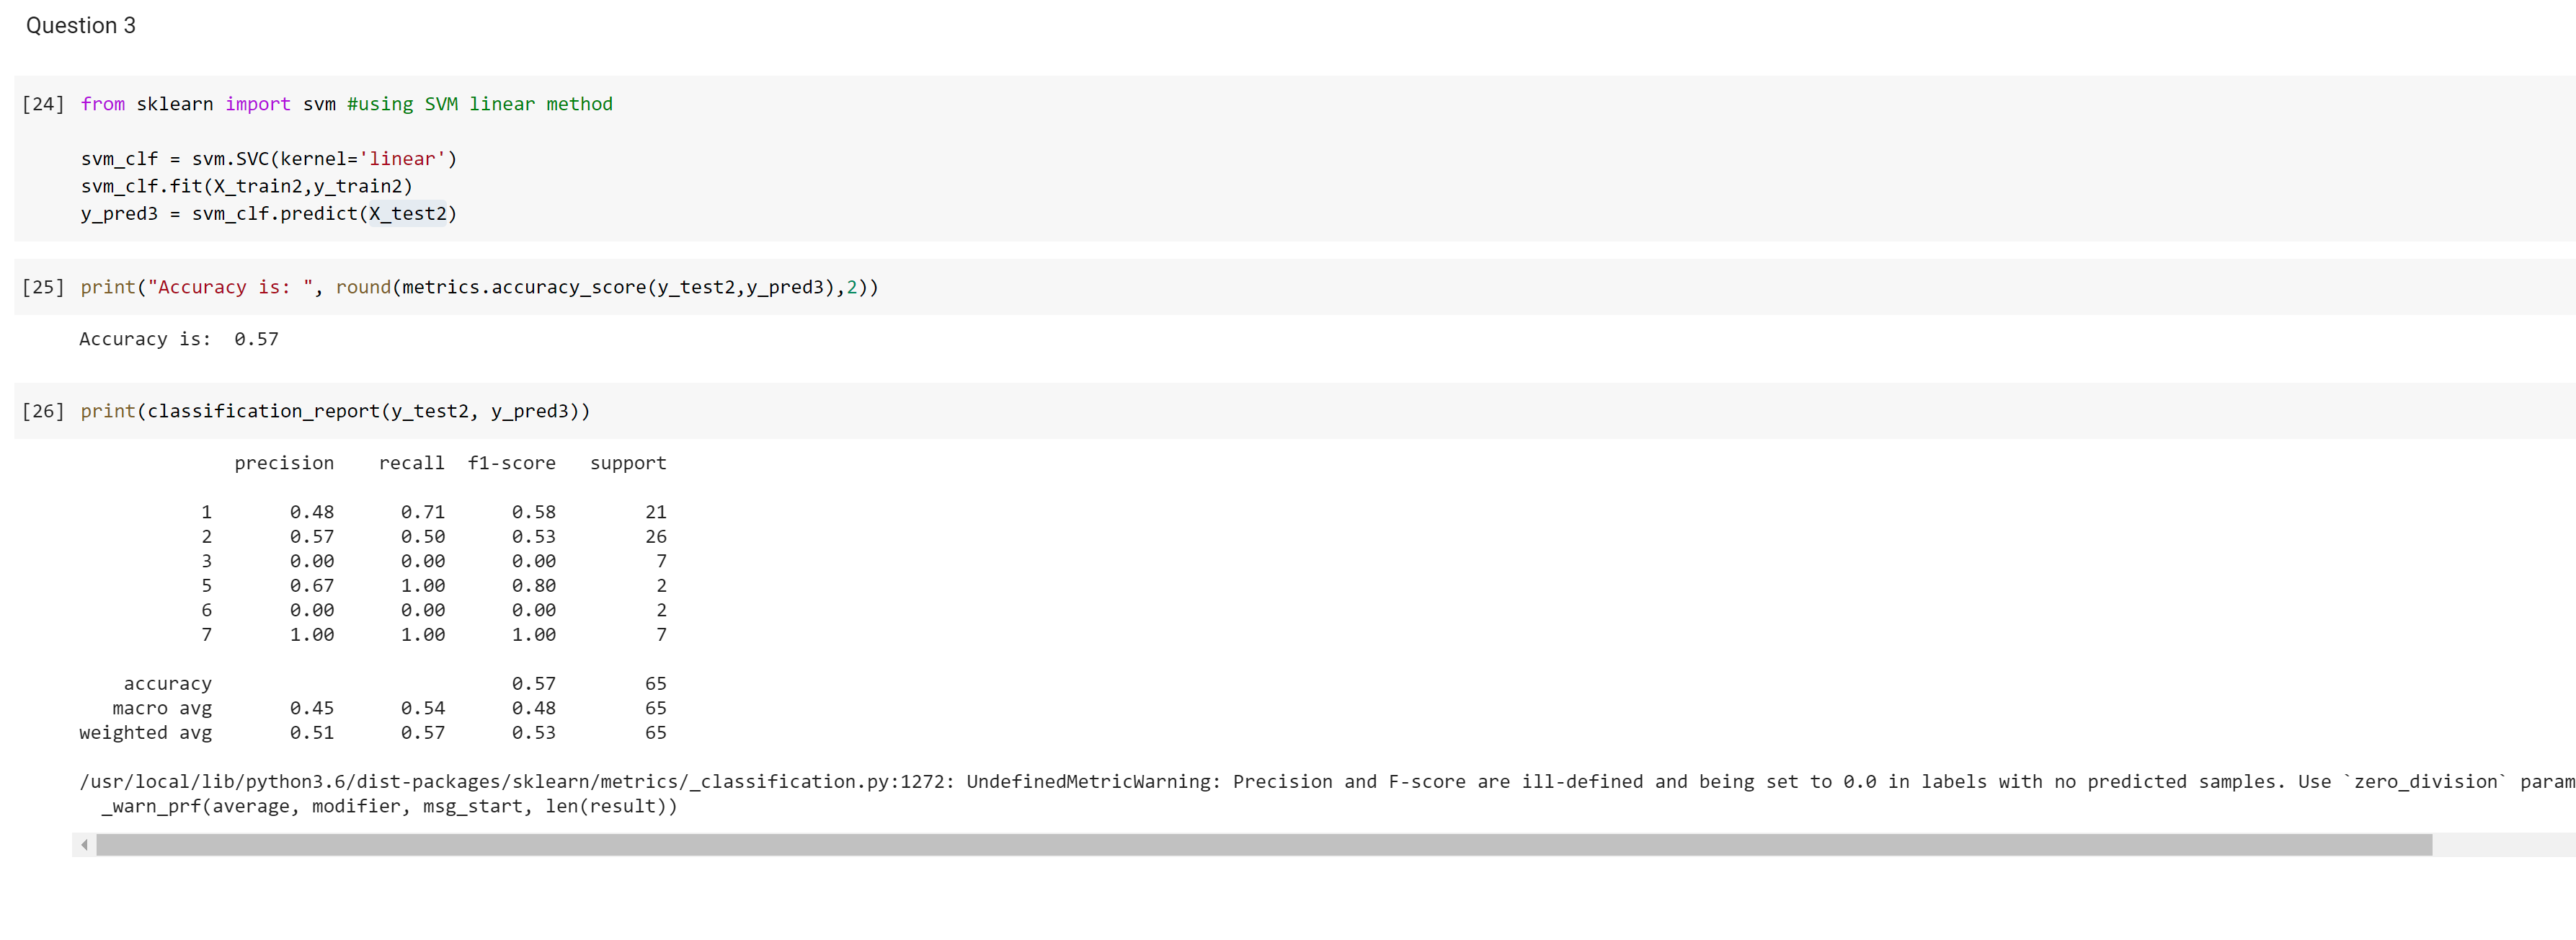 Question 3
[24] from sklearn import svm #using SVM linear method
svm_clf = svm.SVC(kernel='linear')
svm_clf.fit(X_train2,y_train2)
y_pred3 = svm_clf.predict(X_test2)
[25] print("Accuracy is: ", round(metrics.accuracy_score(y_test2,y_pred3),2))
Accuracy is:  0.57
[26] print(classification_report(y_test2, y_pred3))
precision recall f1-score support
1 0.48 0.71 0.58 21
2 0.57 0.50 0.53 26
3 0.00 0.00 0.00 7
5 0.67 1.00 0.80 2
6 0.00 0.00 0.00 2
7 1.00 1.00 1.00 7
accuracy 0.57 65
macro avg 0.45 0.54 0.48 65
weighted avg 0.51 0.57 0.53 65
/usr/local/lib/python3.6/dist-packages/sklearn/metrics/_classification.py:1272: UndefinedMetricWarning: Precision and F-score are ill-defined and being set to 0.0 in labels with no predicted samples. Use `zero_division` param
_warn_prf(average, modifier, msg_start, len(result))